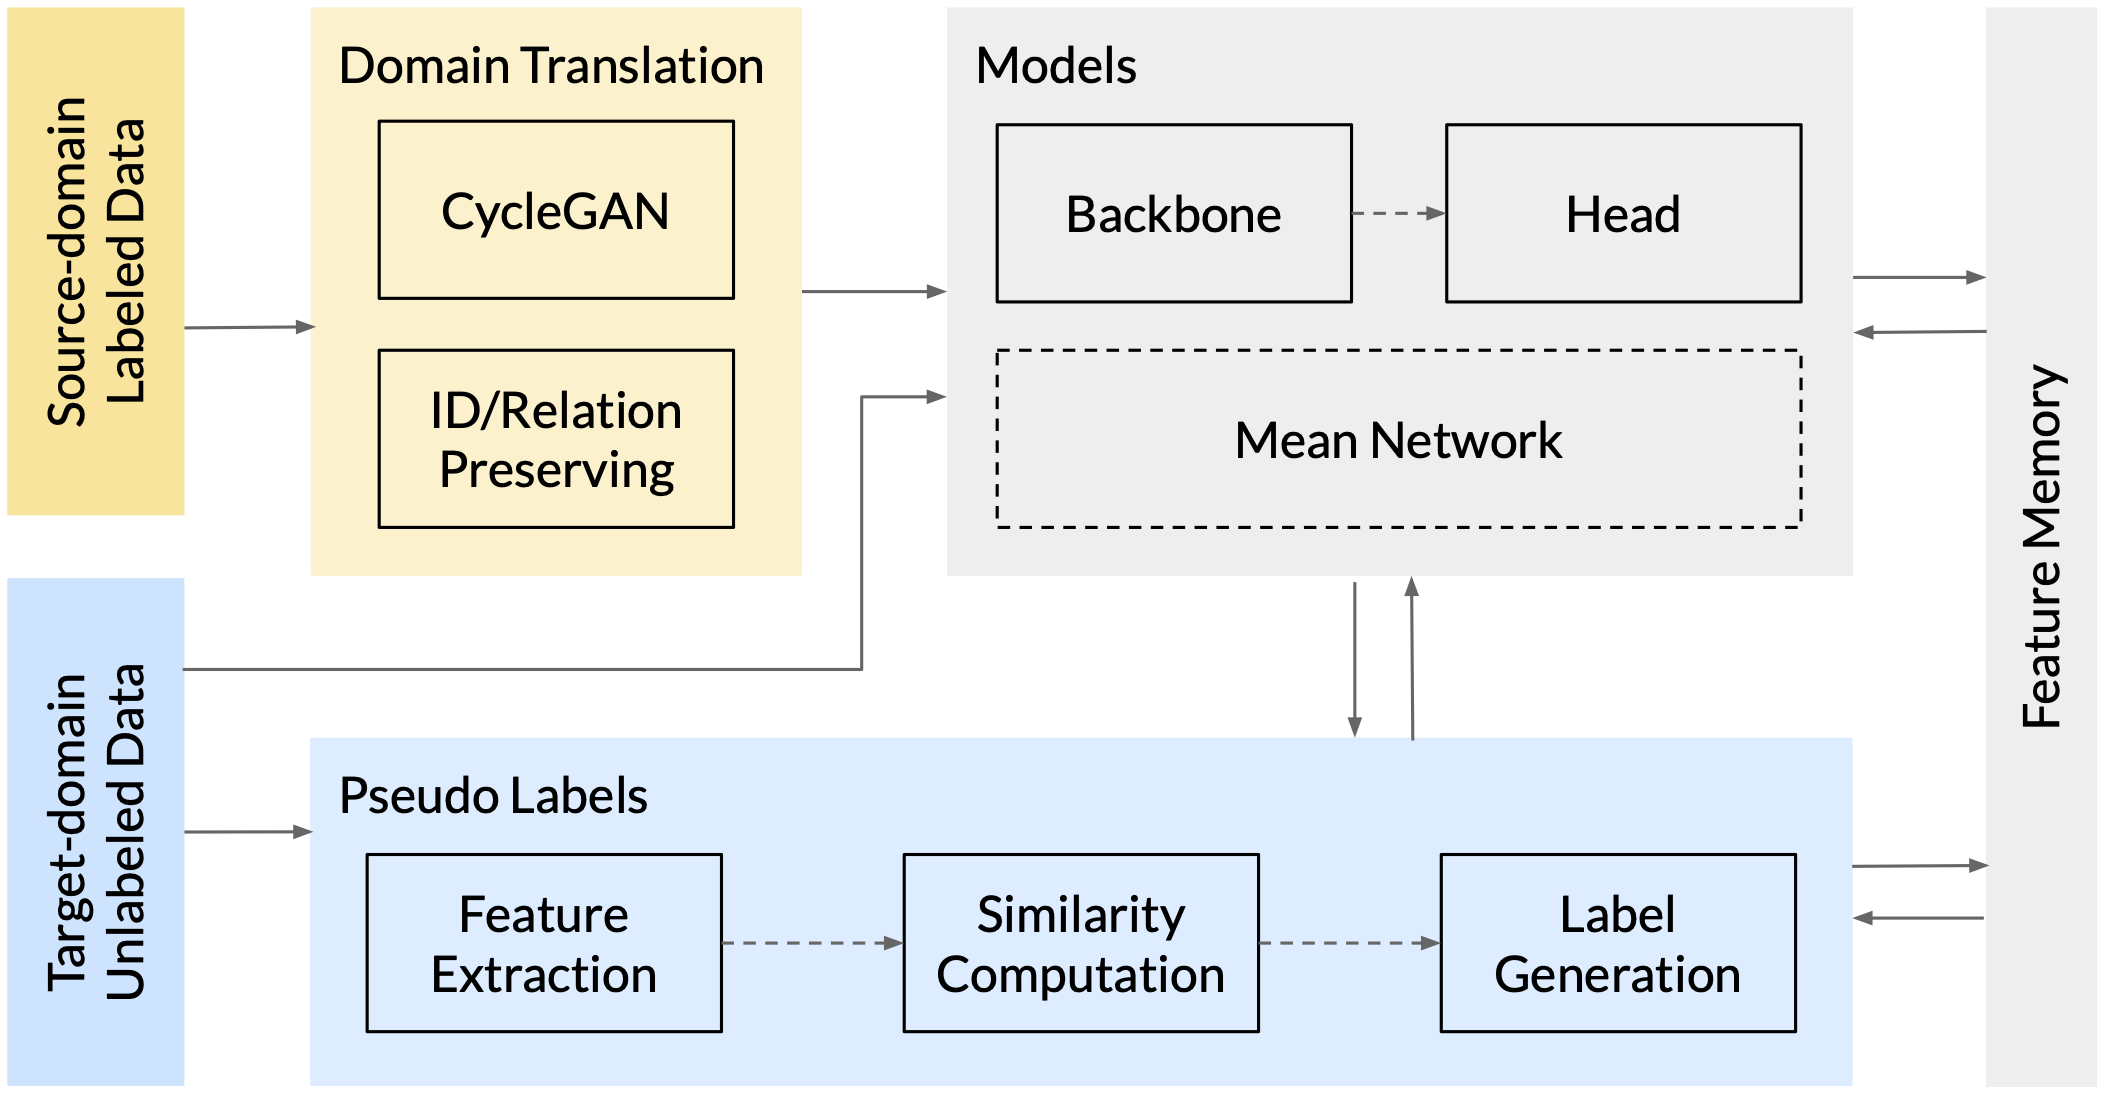 Source-domain
Labeled Data
Domain Translation
CycleGAN
ID/Relation
Preserving
Models
Backbone
Head
Mean Network
Feature Memory
Target-domain
Unlabeled Data
Pseudo Labels
Feature
Extraction
Similarity
Computation
Label
Generation